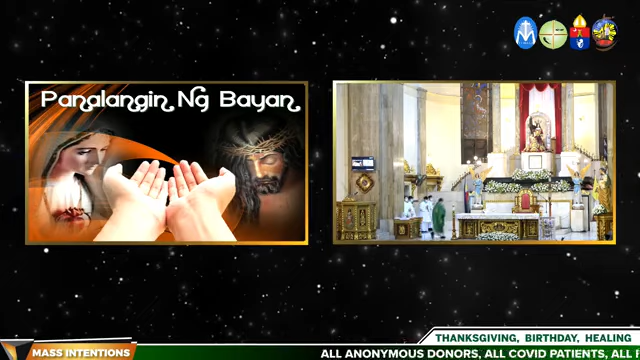 Panalangin Ng Bayan
THANKSGIVING, BIRTHDAY, HEALING
MASS INTENTIONS
ALL ANONYMOUS DONORS, ALL COVID PATIENTS, ALL